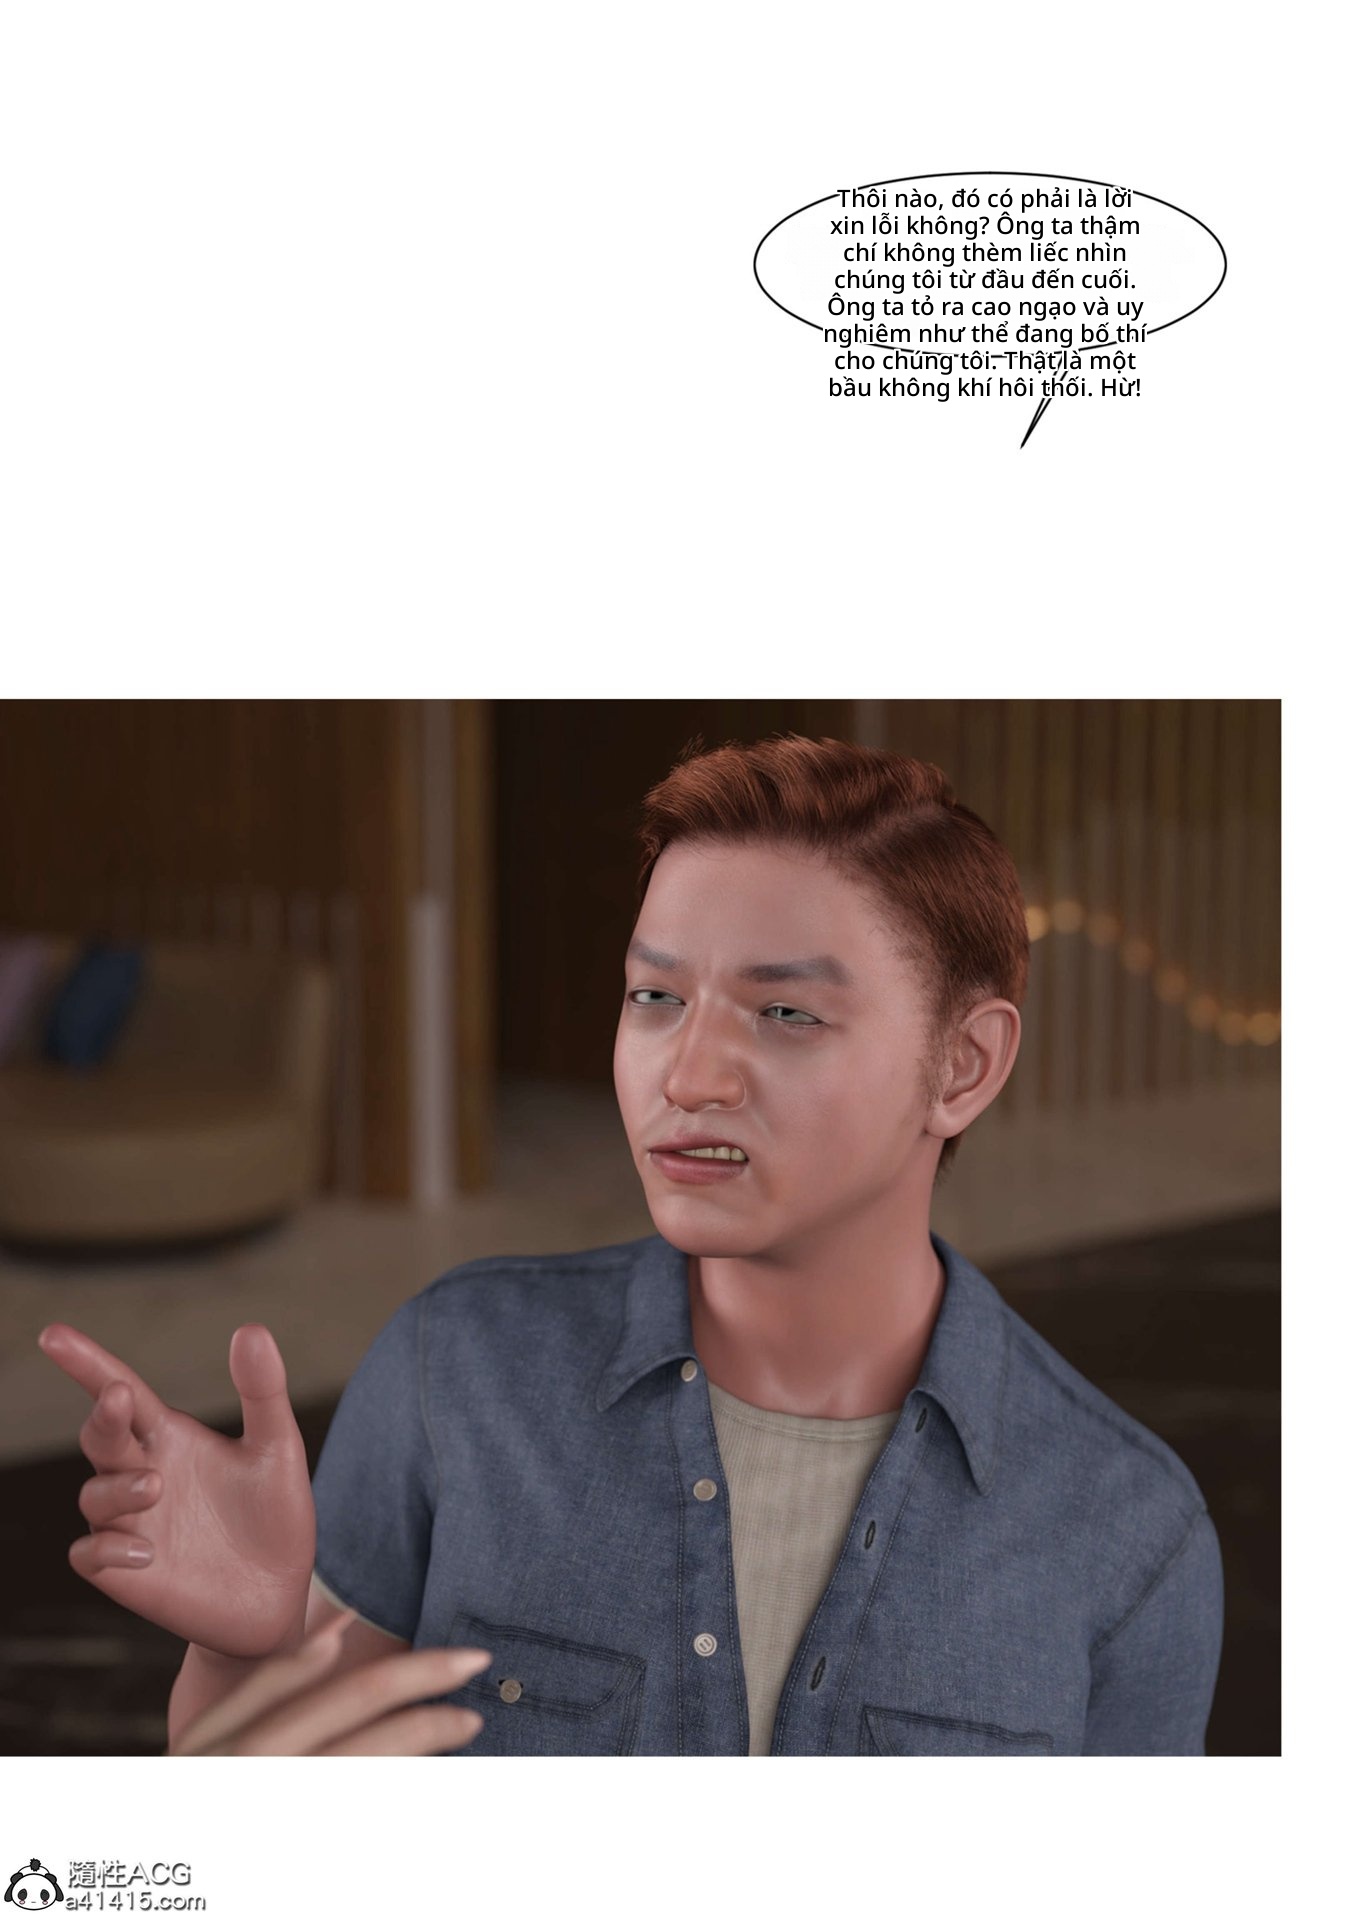 Thôi nào, đó có phải là lời
xin lỗi không? Ông ta thậm
chí không thèm liếc nhìn
chúng tôi từ đầu đến cuối.
Ông ta tỏ ra cao ngạo và uy
nghiêm như thể đang bố thí
cho chúng tôi. Thật là một
bầu không khí hôi thối. Hừ!
隨性ACG
a41415.com